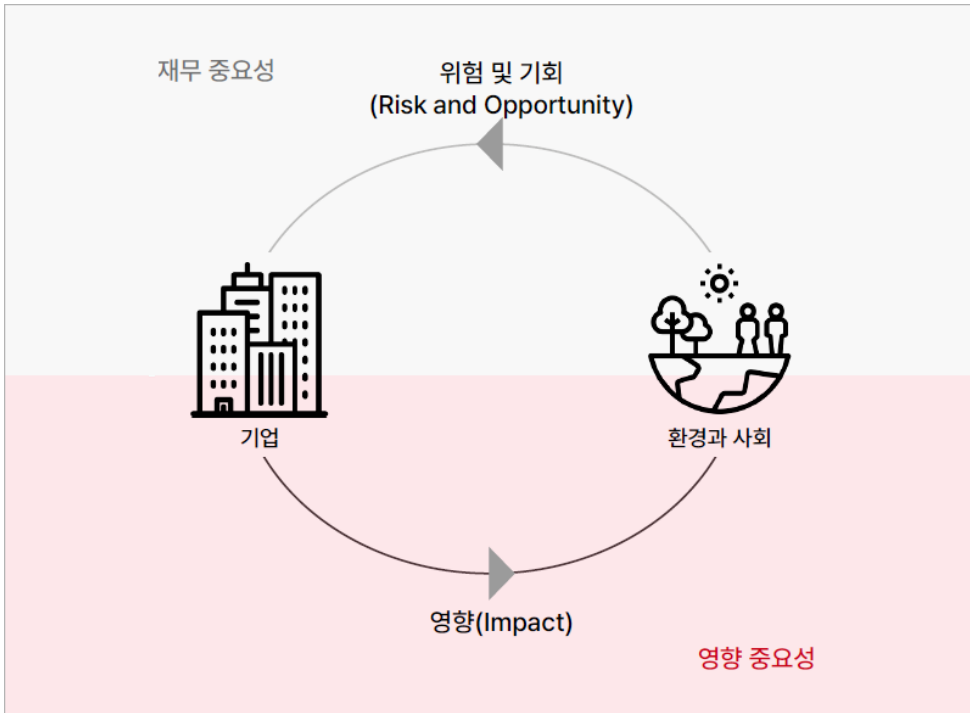 재무 중요성
위험 및 기회
(Risk and Opportunity)
기업
환경과 사회
영향(Impact)
영향 중요성